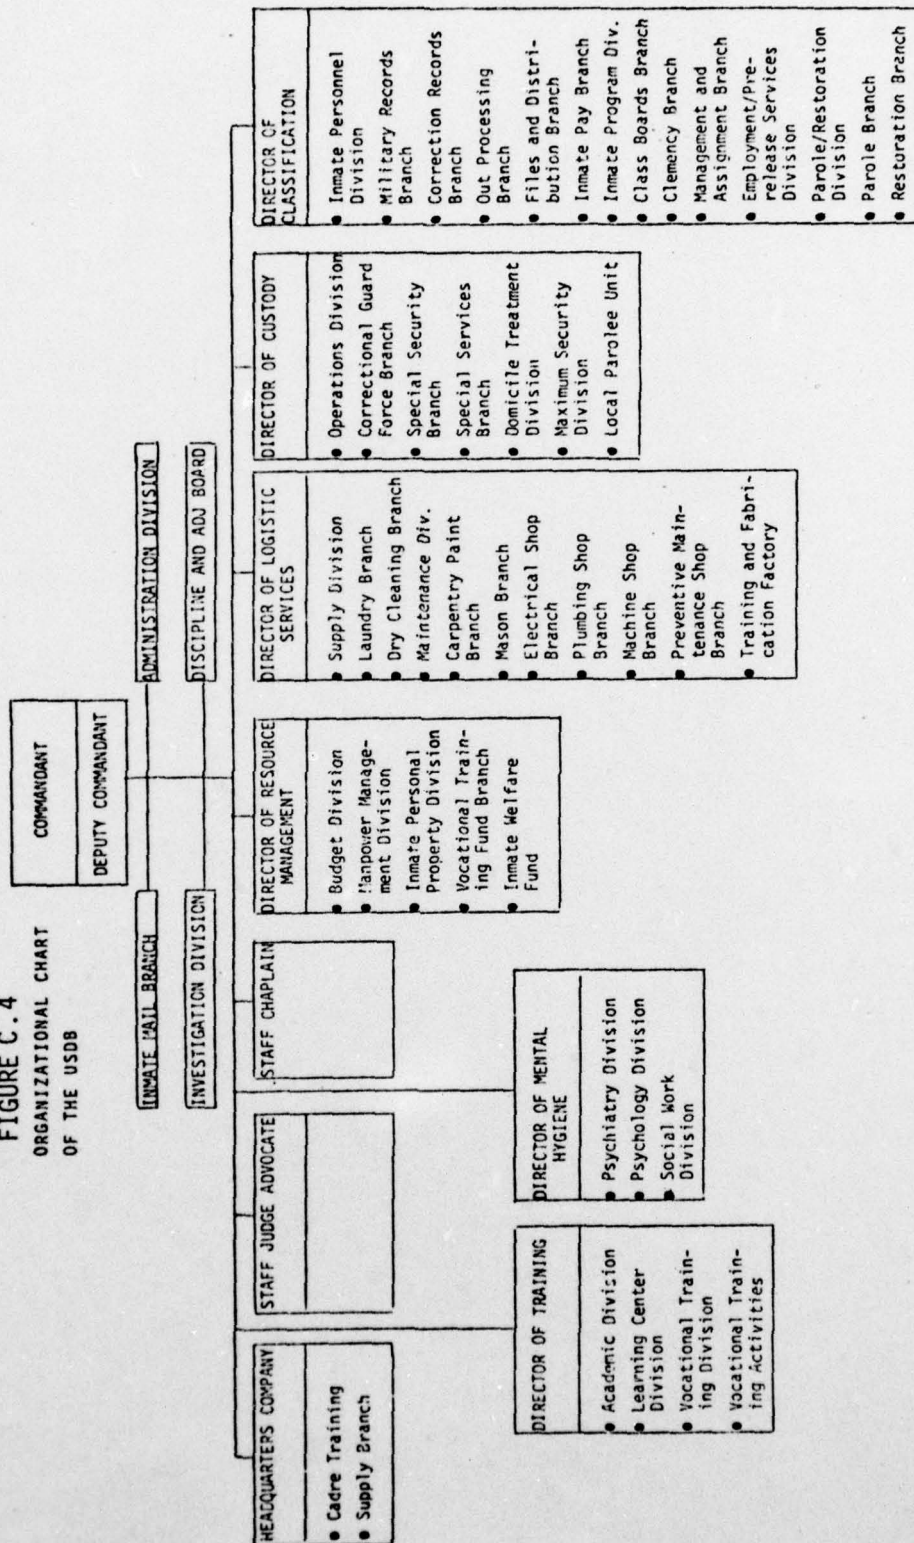 FIGURE C.4
ORGANIZATIONAL CHART
OF THE USDB
COMMANDANT
DEPUTY COMMANDANT
INMATE MAIL BRANCH
ADMINISTRATION DIVISION
INVESTIGATION DIVISION
DISCIPLINE AND ADJ BOARD
HEADQUARTERS COMPANY
● Cadre Training
● Supply Branch
STAFF JUDGE ADVOCATE
STAFF CHAPLAIN
DIRECTOR OF RESOURCE
MANAGEMENT
● Budget Division
● Manpower Manage-
ment Division
● Inmate Personal
Property Division
● Vocational Train-
ing Fund Branch
● Inmate Welfare
Fund
DIRECTOR OF LOGISTIC
SERVICES
● Supply Division
● Laundry Branch
● Dry Cleaning Branch
● Maintenance Div.
● Carpentry Paint
Branch
● Mason Branch
● Electrical Shop
Branch
● Plumbing Shop
Branch
● Machine Shop
Branch
● Preventive Main-
tenance Shop
Branch
● Training and Fabri-
cation Factory
DIRECTOR OF CUSTODY
● Operations Division
● Correctional Guard
Force Branch
● Special Security
Branch
● Special Services
Branch
● Domicile Treatment
Division
● Maximum Security
Division
● Local Parolee Unit
DIRECTOR OF
CLASSIFICATION
● Inmate Personnel
Division
● Military Records
Branch
● Correction Records
Branch
● Out Processing
Branch
● Files and Distri-
bution Branch
● Inmate Pay Branch
● Inmate Program Div.
● Class Boards Branch
● Clemency Branch
● Management and
Assignment Branch
● Employment/Pre-
release Services
Division
● Parole/Restoration
Division
● Parole Branch
● Resturation Branch
DIRECTOR OF TRAINING
● Academic Division
● Learning Center
Division
● Vocational Train-
ing Division
● Vocational Train-
ing Activities
DIRECTOR OF MENTAL
HYGIENE
● Psychiatry Division
● Psychology Division
● Social Work
Division